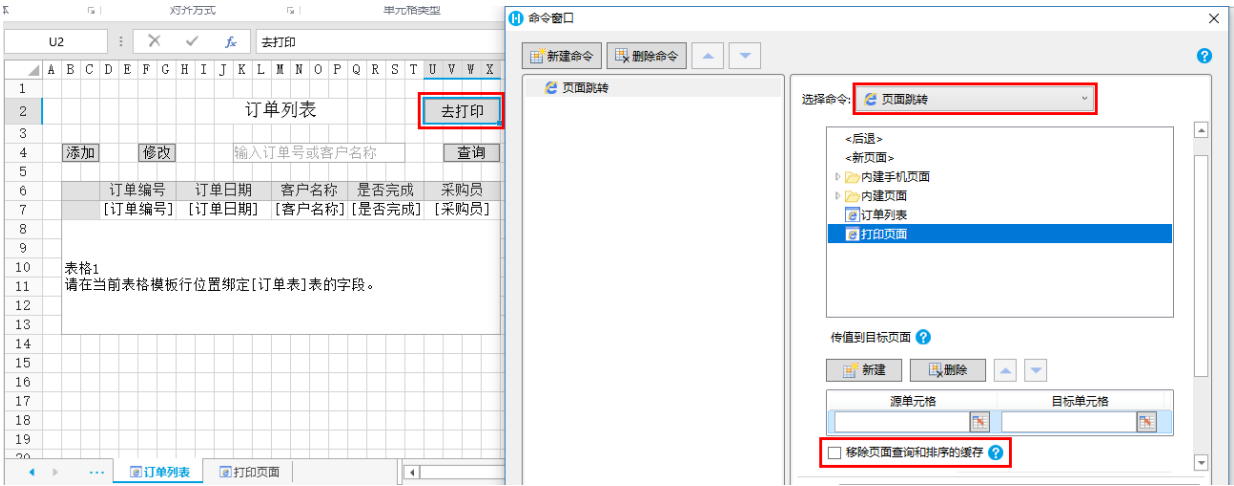 对齐方式
单元格类型
U2
fx
去打印
A B C D E F G H I J K L M N O P Q R S T U V W X
1
2 订单列表 去打印
3
4 添加 修改 输入订单号或客户名称 查询
5
6 订单编号 订单日期 客户名称 是否完成 采购员
7 [订单编号] [订单日期] [客户名称] [是否完成] [采购员]
8
9
10 表格1
11 请在当前表格模板行位置绑定[订单表]表的字段。
12
13
14
15
16
17
18
19
20
... 订单列表 打印页面
命令窗口
新建命令 删除命令
页面跳转
选择命令: 页面跳转
<后退>
<新页面>
内建手机页面
内建页面
订单列表
打印页面
传值到目标页面
新建 删除
源单元格 目标单元格
移除页面查询和排序的缓存